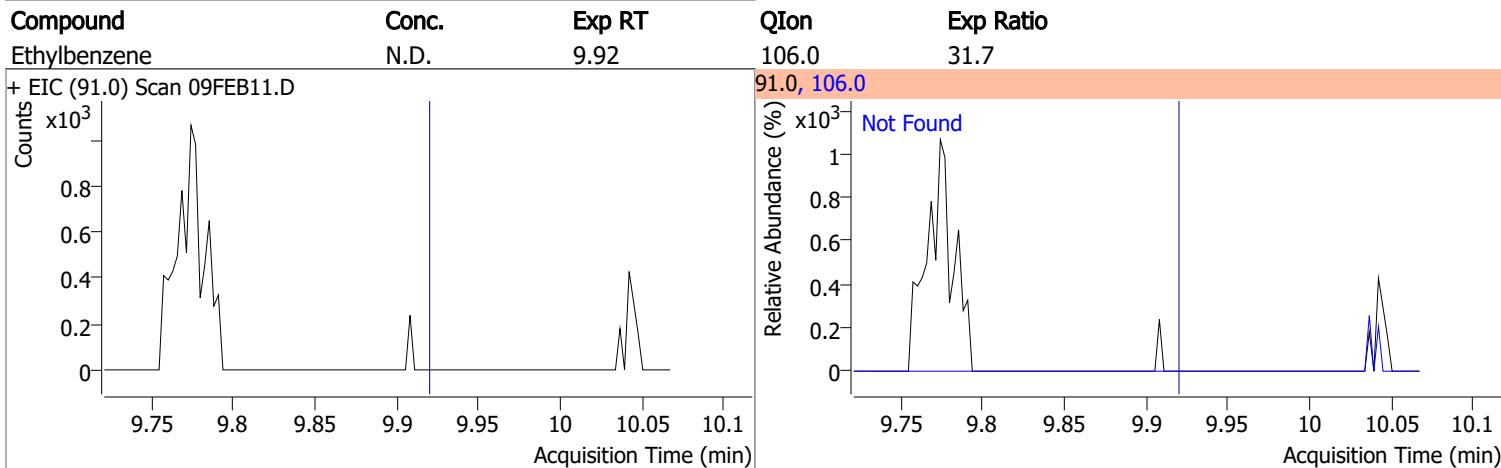 Compound Conc. Exp RT QIon Exp Ratio
Ethylbenzene N.D. 9.92 106.0 31.7
+ EIC (91.0) Scan 09FEB11.D
Counts
x10³
0.8
0.6
0.4
0.2
0
9.75 9.8 9.85 9.9 9.95 10 10.05 10.1
Acquisition Time (min)
91.0, 106.0
Relative Abundance (%)
x10³
Not Found
1
0.8
0.6
0.4
0.2
0
9.75 9.8 9.85 9.9 9.95 10 10.05 10.1
Acquisition Time (min)